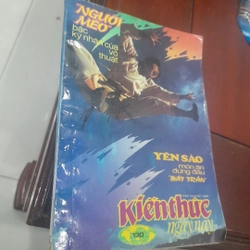 "NGƯỜI
MÈO"
bậc
kỳ nhân của
võ thuật
YẾN SÀO
món ăn
đứng đầu
"BÁT TRÂN"
Kiến thức
ngày nay